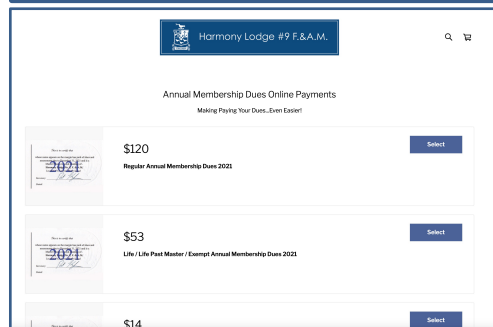 Harmony Lodge #9 F.&A.M.
Annual Membership Dues Online Payments
Making Paying Your Dues...Even Easier!
2021
$120
Regular Annual Membership Dues 2021
Select
2021
$53
Life / Life Past Master / Exempt Annual Membership Dues 2021
Select
$14
Select